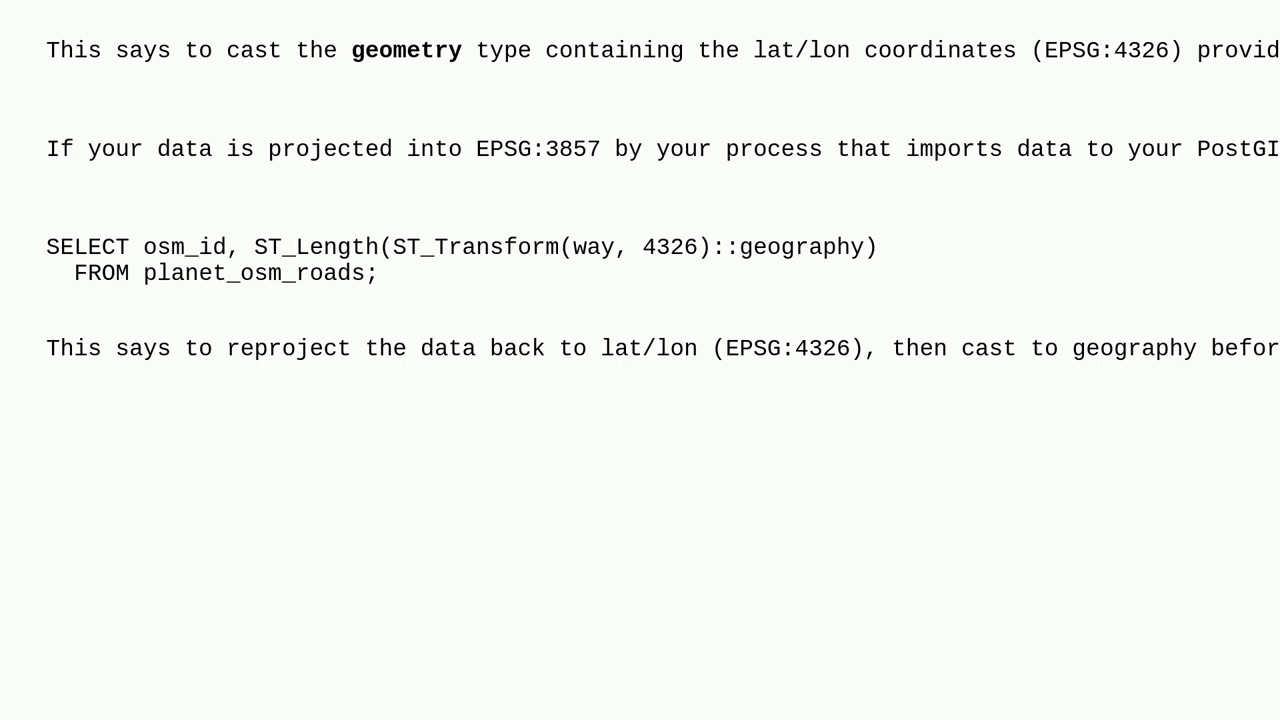 This says to cast the geometry type containing the lat/lon coordinates (EPSG:4326) provid
If your data is projected into EPSG:3857 by your process that imports data to your PostGI
SELECT osm_id, ST_Length(ST_Transform(way, 4326)::geography)
  FROM planet_osm_roads;
This says to reproject the data back to lat/lon (EPSG:4326), then cast to geography befor